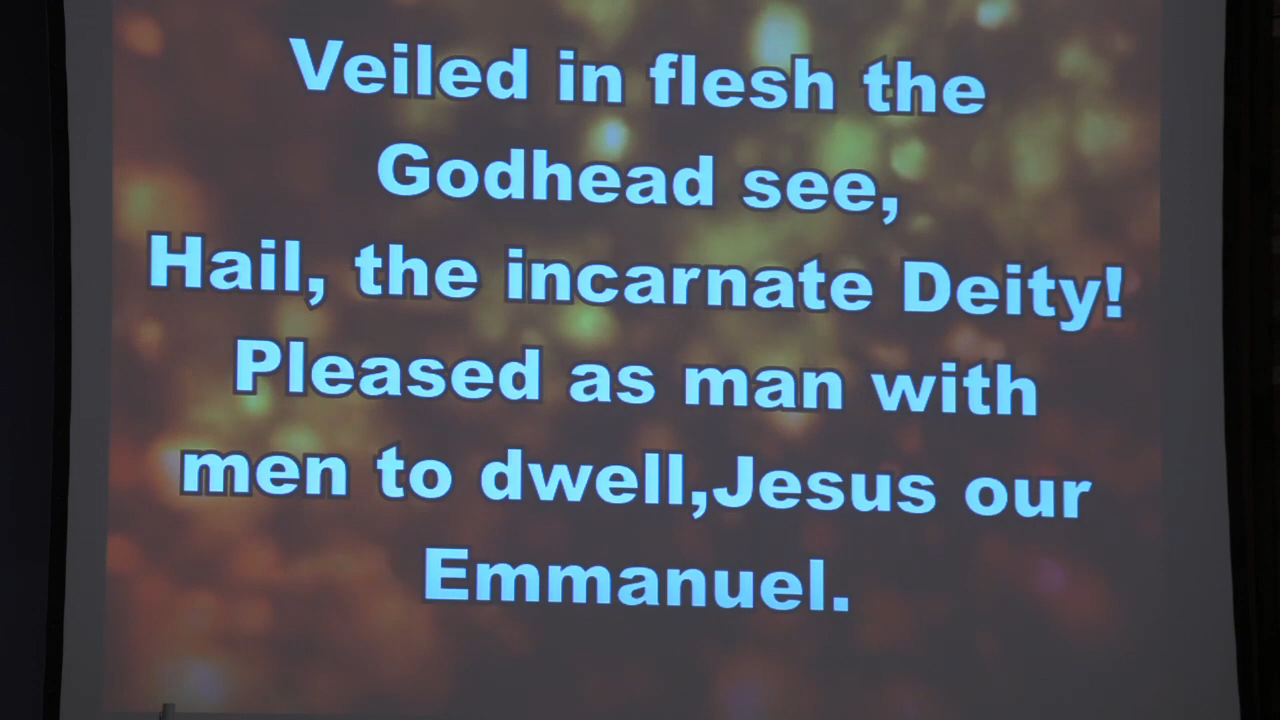 Veiled in flesh the
Godhead see,
Hail, the incarnate Deity!
Pleased as man with
men to dwell,Jesus our
Emmanuel.